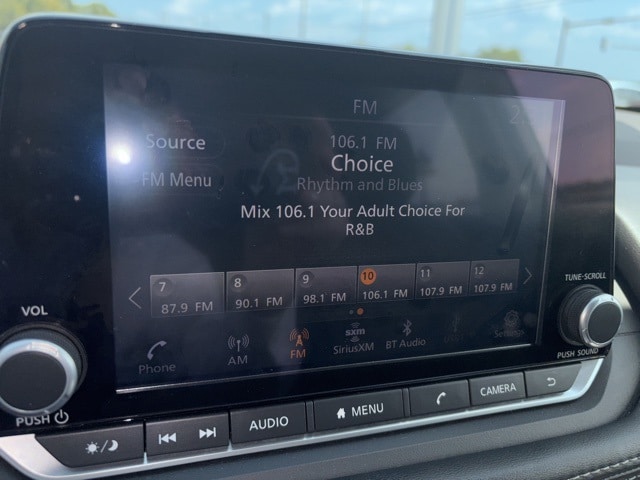 FM
Source
106.1 FM
Choice
FM Menu
Rhythm and Blues
Mix 106.1 Your Adult Choice For
R&B
7 8 9 10 11 12
87.9 FM 90.1 FM 98.1 FM 106.1 FM 107.9 FM 107.9 FM
Phone AM FM sxm SiriusXM BT Audio USB Settings
VOL
PUSH
TUNE·SCROLL
PUSH SOUND
AUDIO MENU CAMERA